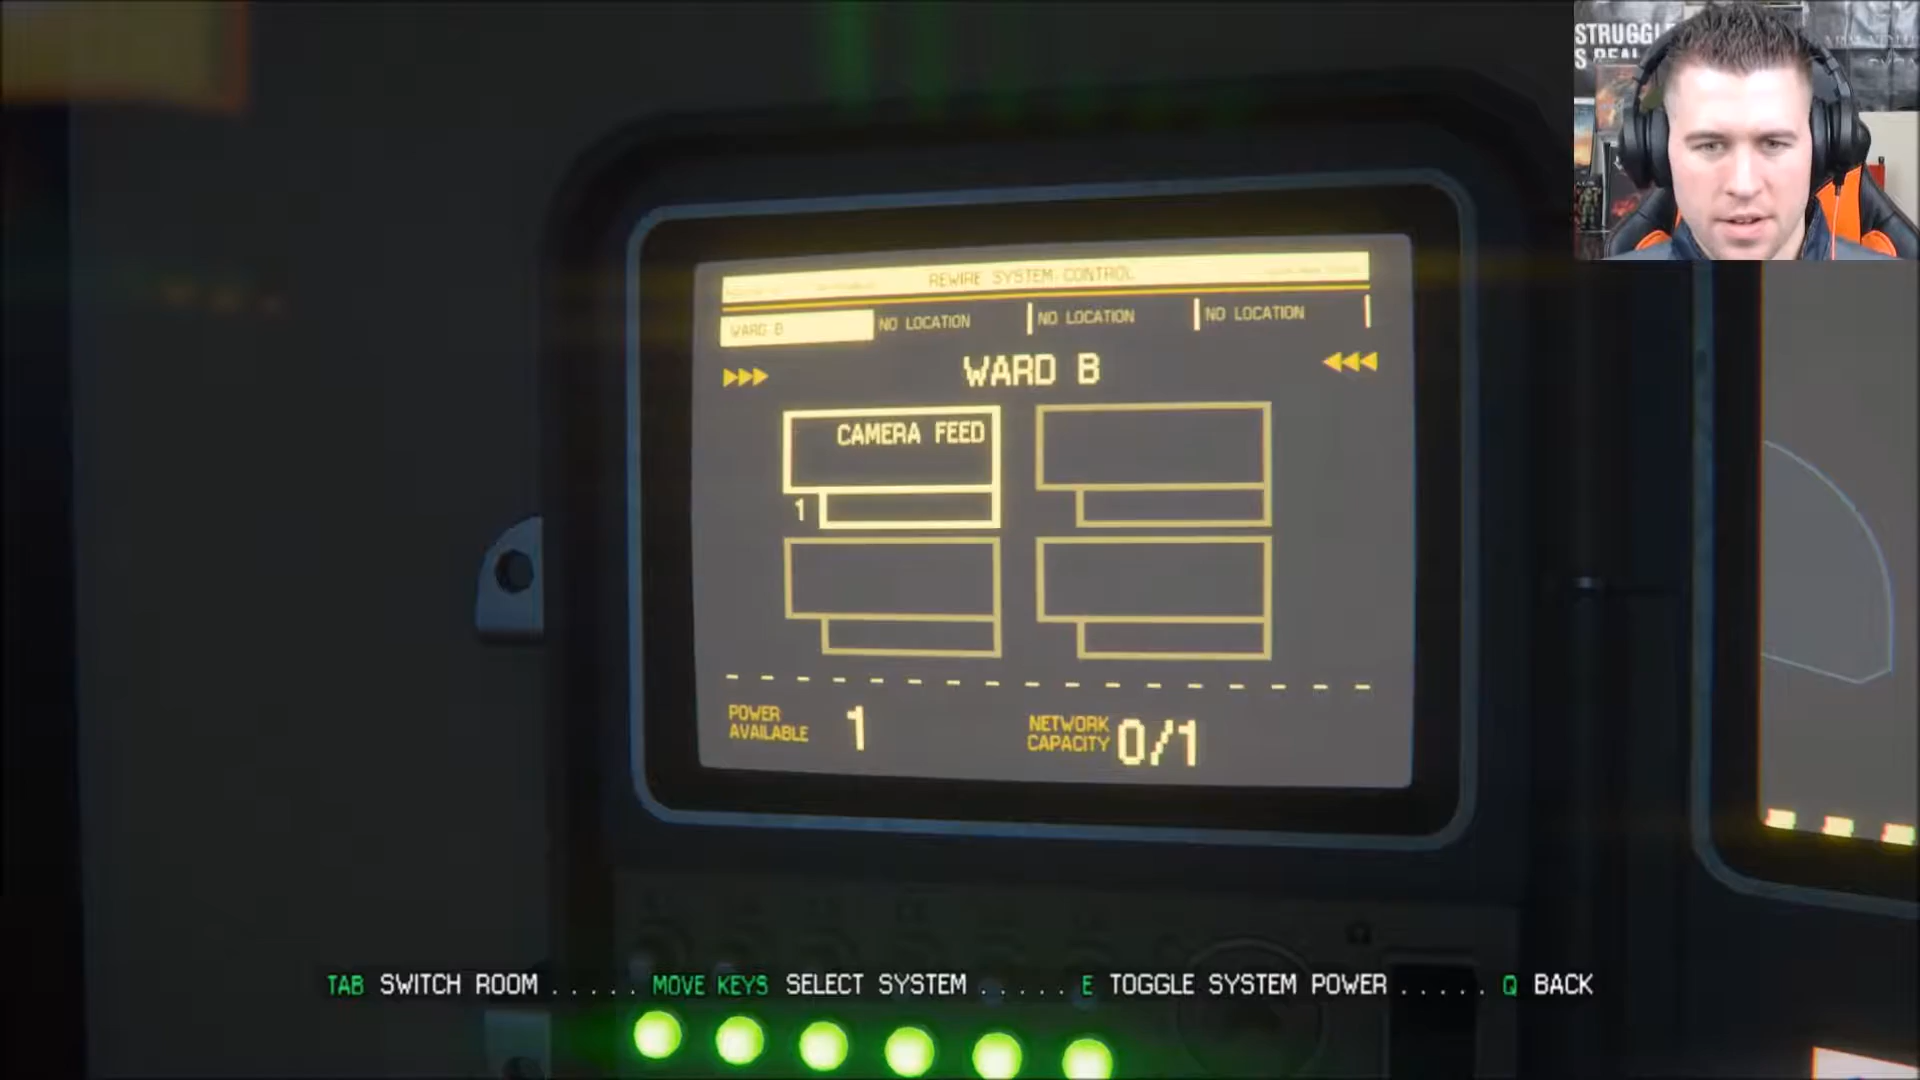 STRUGGLE
REWIRE SYSTEM CONTROL
WARD B
NO LOCATION
NO LOCATION
NO LOCATION
WARD B
CAMERA FEED
1
POWER
AVAILABLE
1
NETWORK
CAPACITY
0/1
TAB SWITCH ROOM ..... MOVE KEYS SELECT SYSTEM ..... E TOGGLE SYSTEM POWER ..... Q BACK